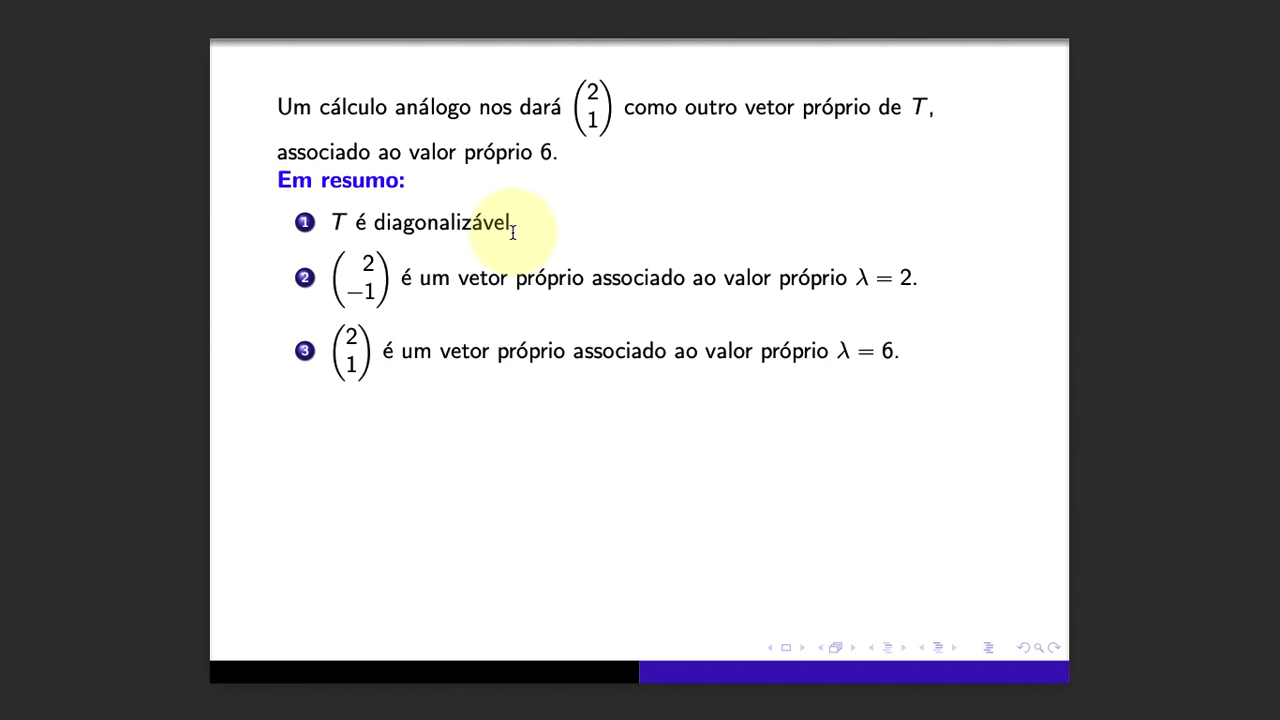 Um cálculo análogo nos dará (2 1) como outro vetor próprio de T,
associado ao valor próprio 6.
Em resumo:
1 T é diagonalizável.
2 (2 −1) é um vetor próprio associado ao valor próprio λ = 2.
3 (2 1) é um vetor próprio associado ao valor próprio λ = 6.